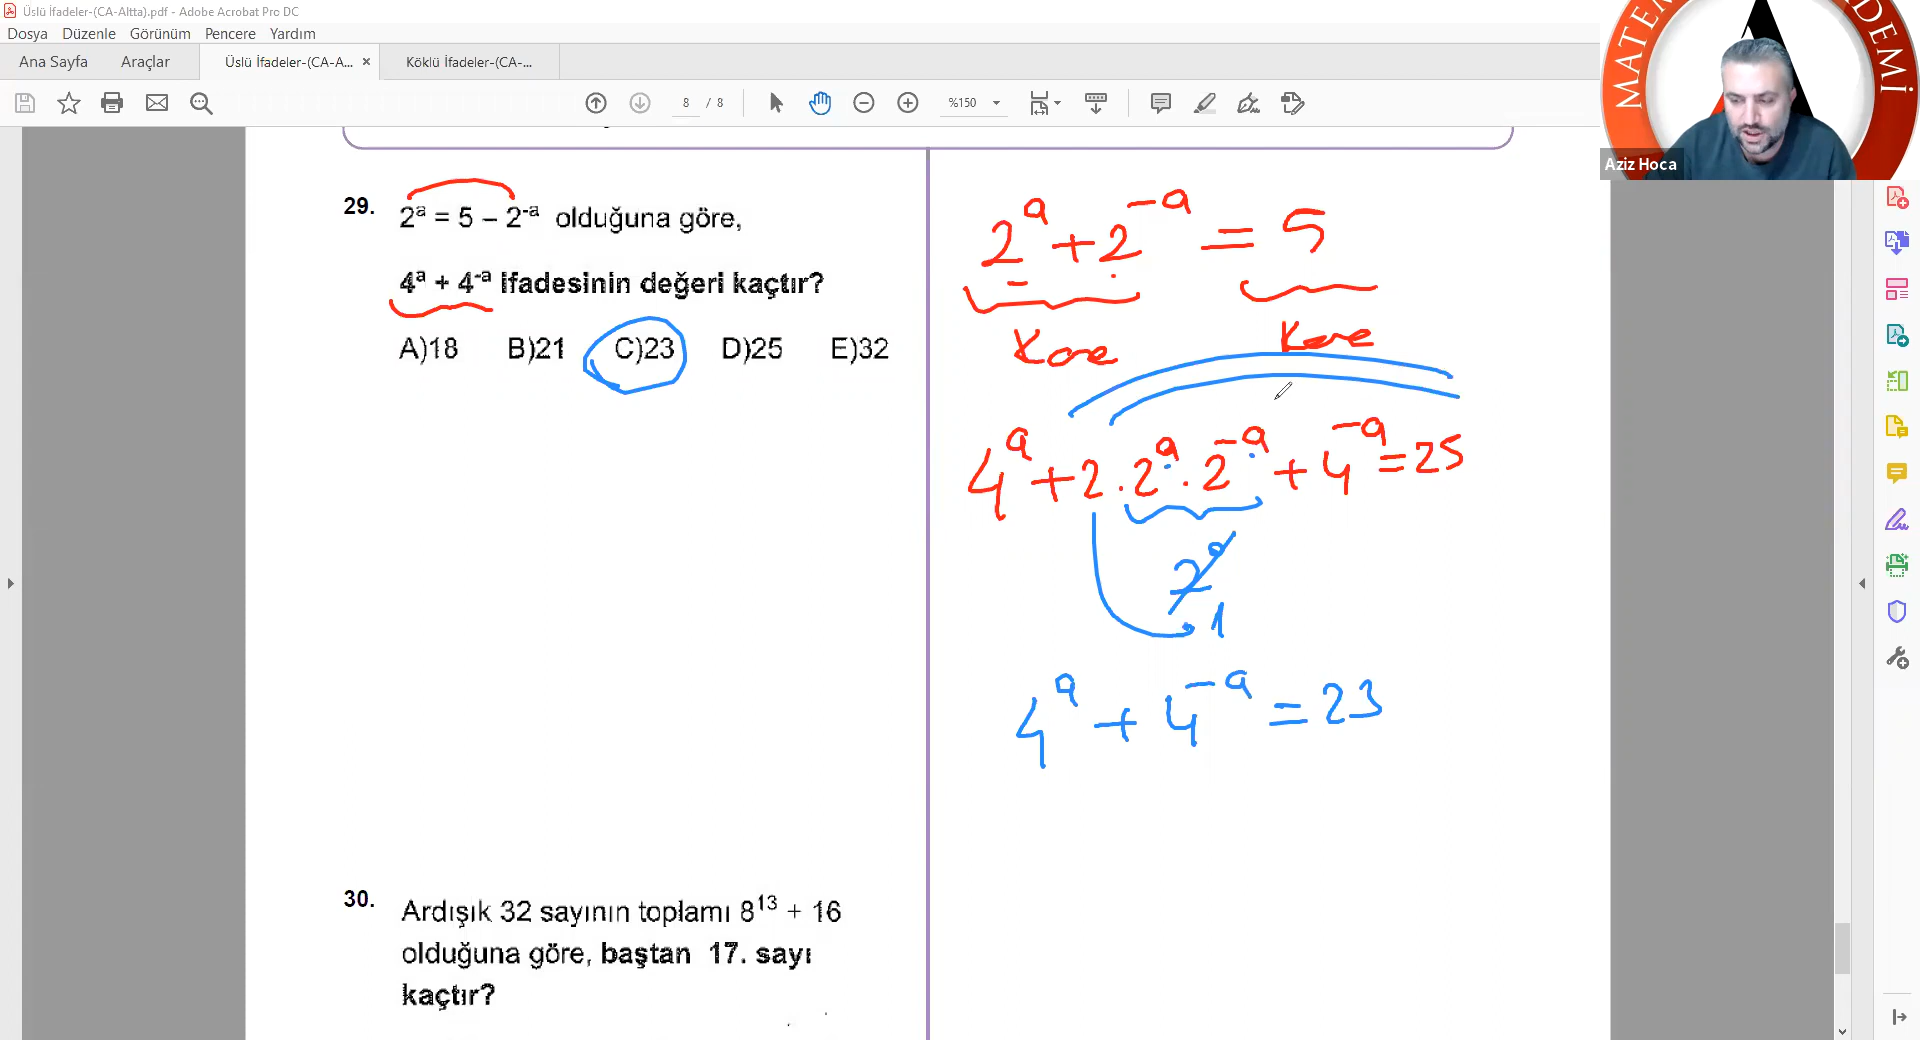 Üslü İfadeler-(CA-Altta).pdf - Adobe Acrobat Pro DC
Dosya Düzenle Görünüm Pencere Yardım
Ana Sayfa Araçlar Üslü İfadeler-(CA-A... × Köklü İfadeler-(CA-...
8 / 8 %150
MATEM
DEMİ
Aziz Hoca
29. 2ᵃ = 5 – 2⁻ᵃ olduğuna göre,
4ᵃ + 4⁻ᵃ ifadesinin değeri kaçtır?
A)18 B)21 C)23 D)25 E)32
2ᵃ + 2⁻ᵃ = 5
Kare Kare
4ᵃ + 2 . 2ᵃ . 2⁻ᵃ + 4⁻ᵃ = 25
2⁰
1
4ᵃ + 4⁻ᵃ = 23
30. Ardışık 32 sayının toplamı 8¹³ + 16
olduğuna göre, baştan 17. sayı
kaçtır?